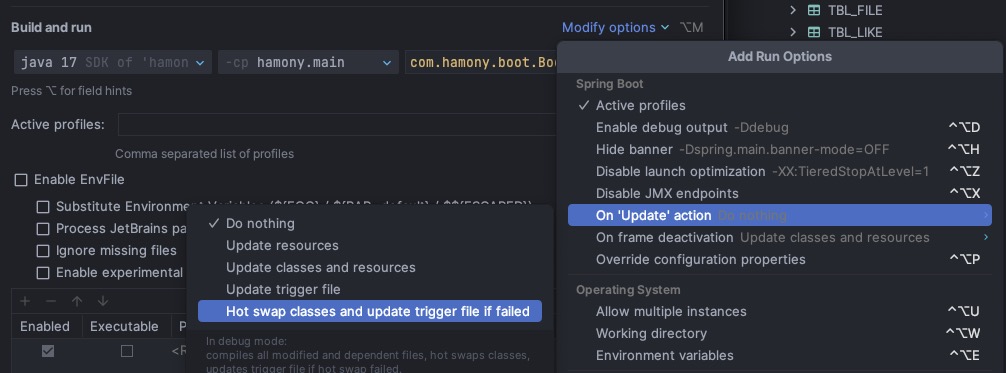 TBL_FILE
Build and run
Modify options
⌥M
TBL_LIKE
java 17 SDK of 'hamon
-cp hamony.main
com.hamony.boot.Boo
Add Run Options
Press ⌥ for field hints
Spring Boot
Active profiles
Active profiles:
Enable debug output -Ddebug ^⌥D
Comma separated list of profiles
Hide banner -Dspring.main.banner-mode=OFF ^⌥H
Enable EnvFile
Disable launch optimization -XX:TieredStopAtLevel=1 ^⌥Z
Disable JMX endpoints ^⌥X
Substitute Environment
On 'Update' action Do nothing
Do nothing
Process JetBrains pa
On frame deactivation Update classes and resources
Update resources
Ignore missing files
Override configuration properties ^⌥P
Update classes and resources
Enable experimental
Operating System
Update trigger file
Allow multiple instances ^⌥U
Hot swap classes and update trigger file if failed
Enabled
Executable
P
Working directory ^⌥W
In debug mode:
<R
Environment variables ^⌥E
compiles all modified and dependent files, hot swaps classes,
updates trigger file if hot swap failed.